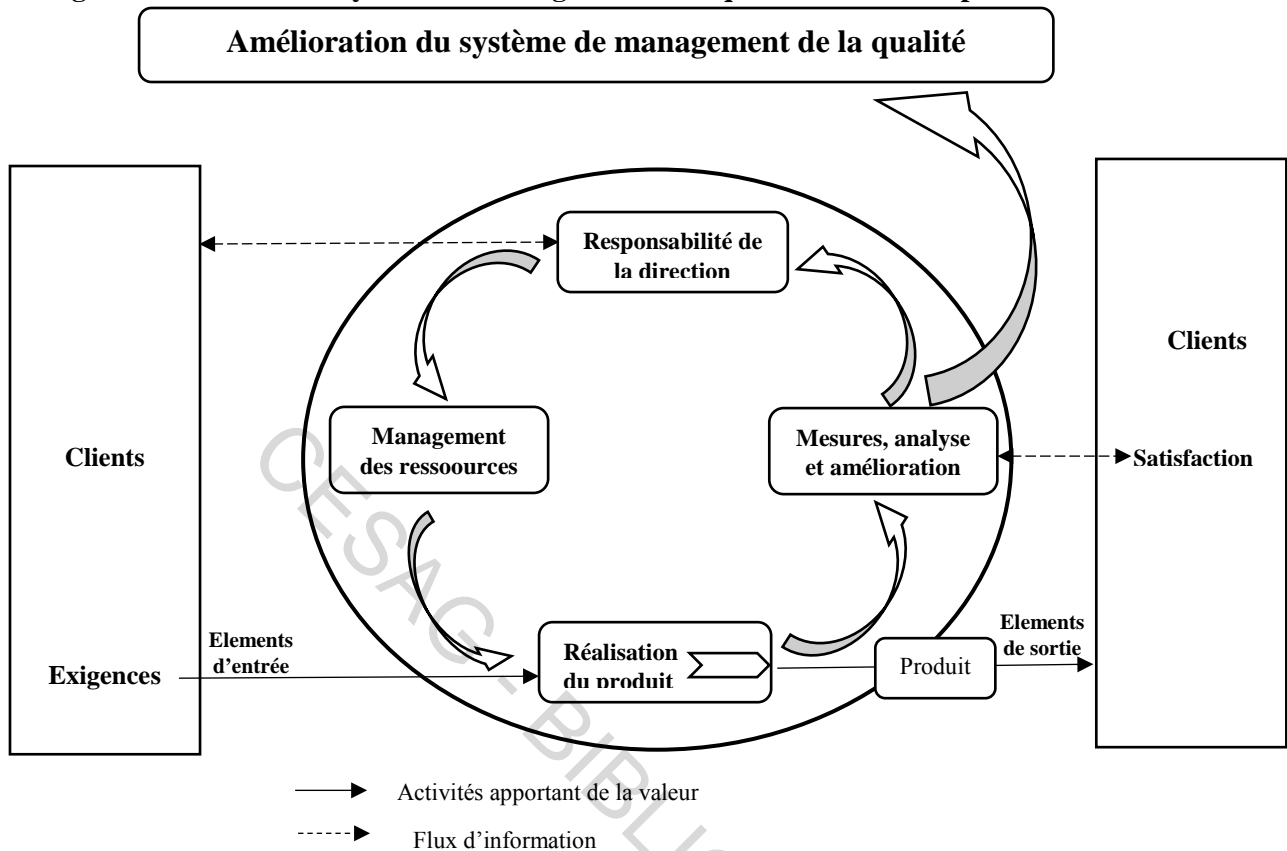 Amélioration du système de management de la qualité
Responsabilité de
la direction
Clients
Management
des ressoources
Mesures, analyse
et amélioration
Clients
Satisfaction
Elements
d'entrée
Exigences
Réalisation
du produit
Produit
Elements
de sortie
Activités apportant de la valeur
Flux d'information
CESAG - BIBLIO